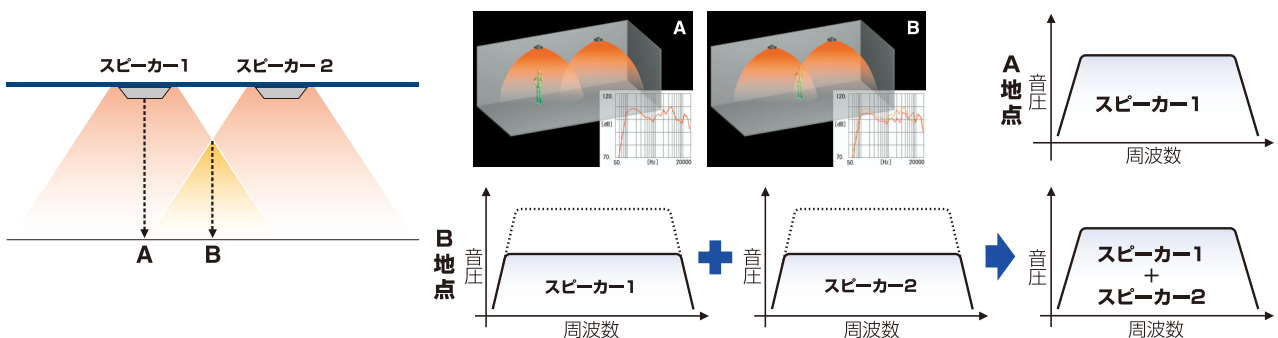 スピーカー1
スピーカー 2
A
B
A
120.
[dB]
70.
50.
[Hz]
20000
B
120.
[dB]
70.
50.
[Hz]
20000
A地点
音圧
スピーカー1
周波数
B地点
音圧
スピーカー1
周波数
音圧
スピーカー2
周波数
音圧
スピーカー1
+
スピーカー2
周波数